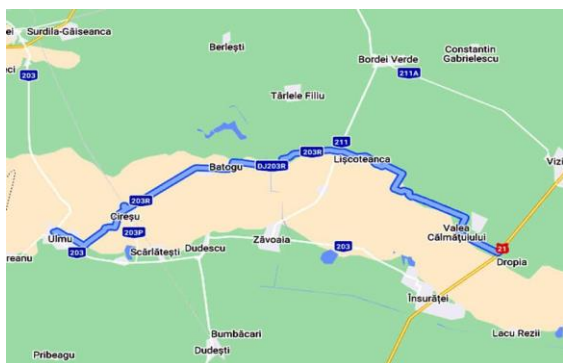 Surdila-Găiseanca
Berlești
Constantin
Gabrielescu
Bordei Verde
203
211A
Târlele Filiu
211
203R
Lișcoteanca
Batogu
DJ203R
203R
Cireșu
203P
Ulmu
203
Scărlătești
Dudescu
Zăvoaia
203
Valea
Călmățuiului
21
Dropia
Însurăței
Bumbăcari
Dudești
Pribeagu
Lacu Rezii